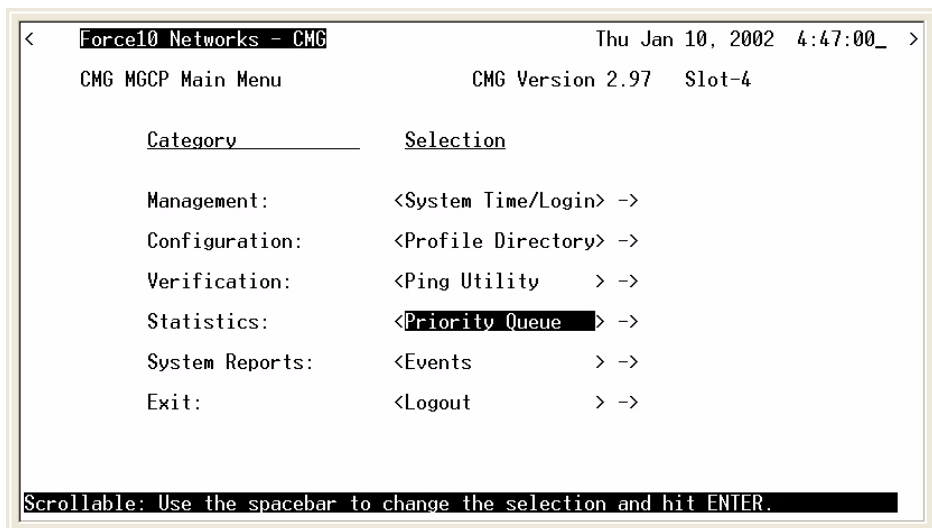 < Force10 Networks - CMG Thu Jan 10, 2002 4:47:00_ >
CMG MGCP Main Menu CMG Version 2.97 Slot-4
Category Selection
Management: <System Time/Login> ->
Configuration: <Profile Directory> ->
Verification: <Ping Utility > ->
Statistics: <Priority Queue > ->
System Reports: <Events > ->
Exit: <Logout > ->
Scrollable: Use the spacebar to change the selection and hit ENTER.